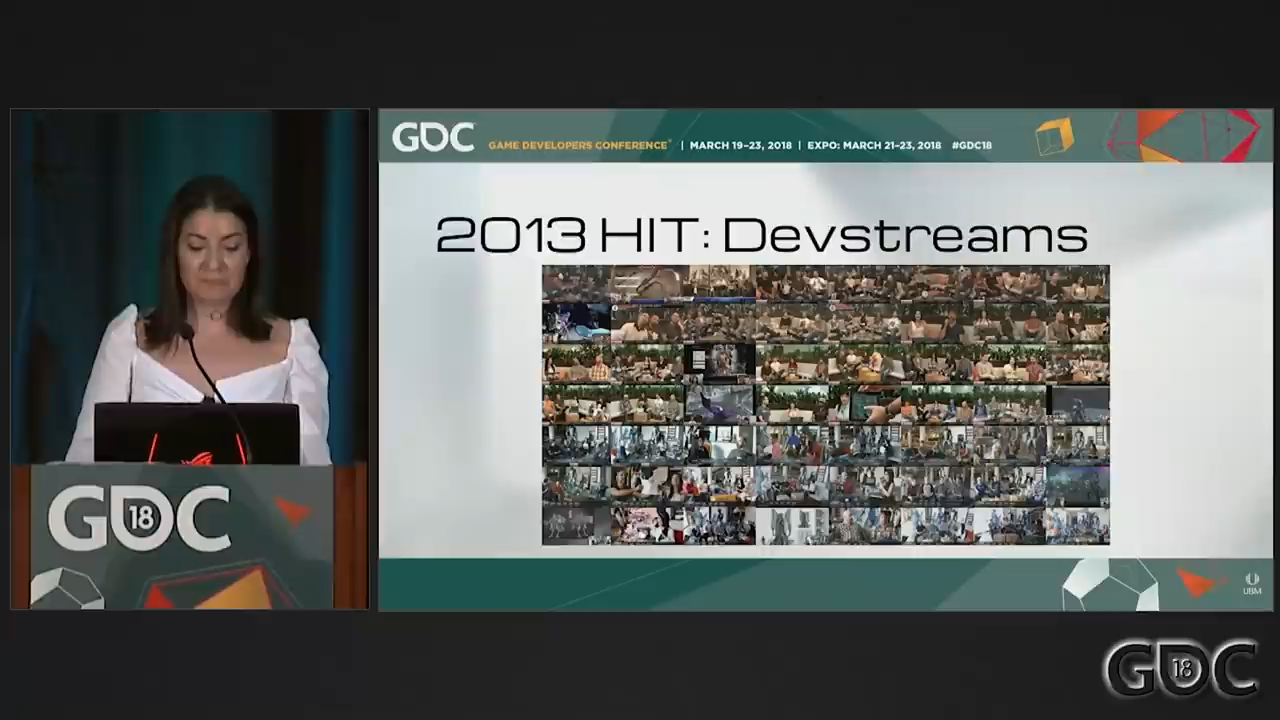 GDC
GAME DEVELOPERS CONFERENCE® | MARCH 19–23, 2018 | EXPO: MARCH 21–23, 2018 #GDC18
2013 HIT: Devstreams
GDC
18
UBM
GDC
18